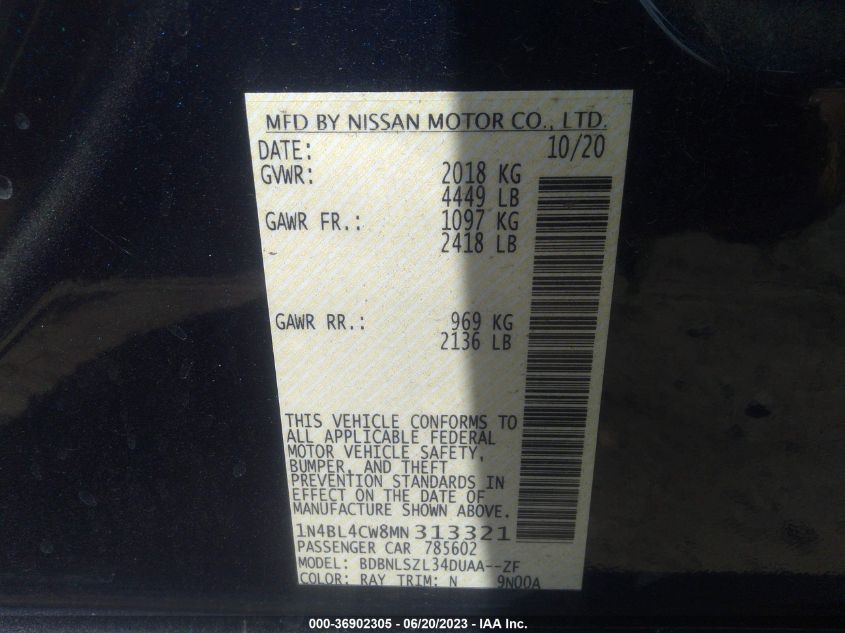 MFD BY NISSAN MOTOR CO., LTD.
DATE: 10/20
GVWR: 2018 KG
4449 LB
GAWR FR.: 1097 KG
2418 LB
GAWR RR.: 969 KG
2136 LB
THIS VEHICLE CONFORMS TO
ALL APPLICABLE FEDERAL
MOTOR VEHICLE SAFETY,
BUMPER, AND THEFT
PREVENTION STANDARDS IN
EFFECT ON THE DATE OF
MANUFACTURE SHOWN ABOVE.
1N4BL4CW8MN313321
PASSENGER CAR 785602
MODEL: BDBNLSZL34DUAA--ZF
COLOR: RAY TRIM: N 9N00A
000-36902305 - 06/20/2023 - IAA Inc.